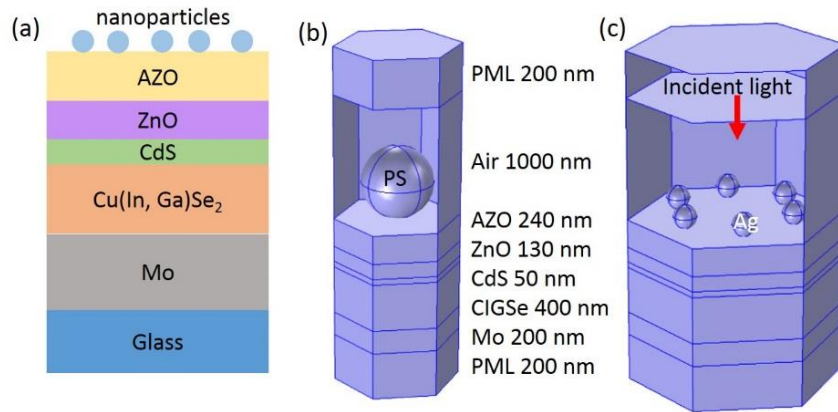 (a)
nanoparticles
AZO
ZnO
CdS
Cu(In, Ga)Se2
Mo
Glass
(b)
PS
PML 200 nm
Air 1000 nm
AZO 240 nm
ZnO 130 nm
CdS 50 nm
CIGSe 400 nm
Mo 200 nm
PML 200 nm
(c)
Incident light
Ag